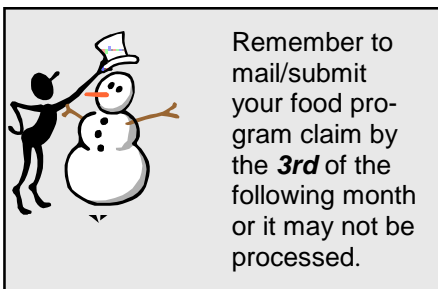 Remember to
mail/submit
your food pro-
gram claim by
the 3rd of the
following month
or it may not be
processed.